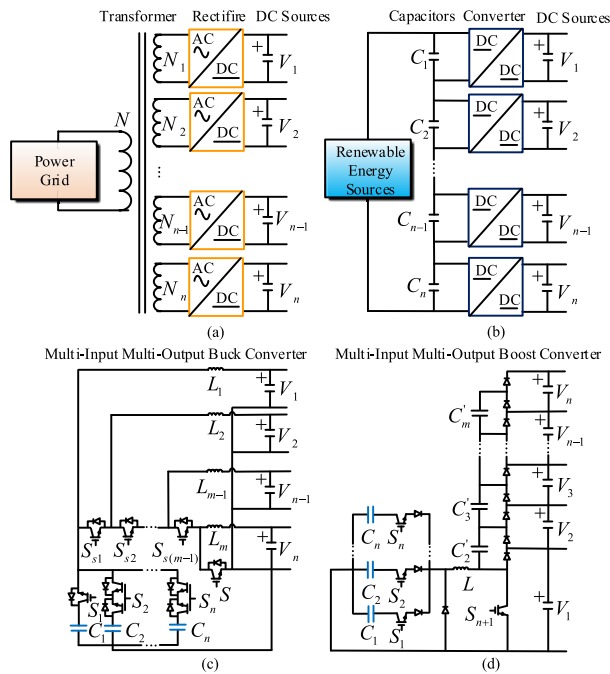 Transformer Rectifire DC Sources
N
Power
Grid
N1 AC DC + V1
N2 AC DC + V2
...
Nn-1 AC DC + Vn-1
Nn AC DC + Vn
(a)
Capacitors Converter DC Sources
Renewable
Energy
Sources
C1 DC DC + V1
C2 DC DC + V2
Cn-1 DC DC + Vn-1
Cn DC DC + Vn
(b)
Multi-Input Multi-Output Buck Converter
L1 + V1
L2 + V2
Lm-1 + Vn-1
Lm + Vn
Ss1 Ss2 Ss(m-1) S
S1 S2 Sn
C1 C2 Cn
(c)
Multi-Input Multi-Output Boost Converter
C'm + Vn
+ Vn-1
C'3 + V3
C'2 + V2
Cn Sn
C2 S2 L + V1
C1 S1 Sn+1
(d)